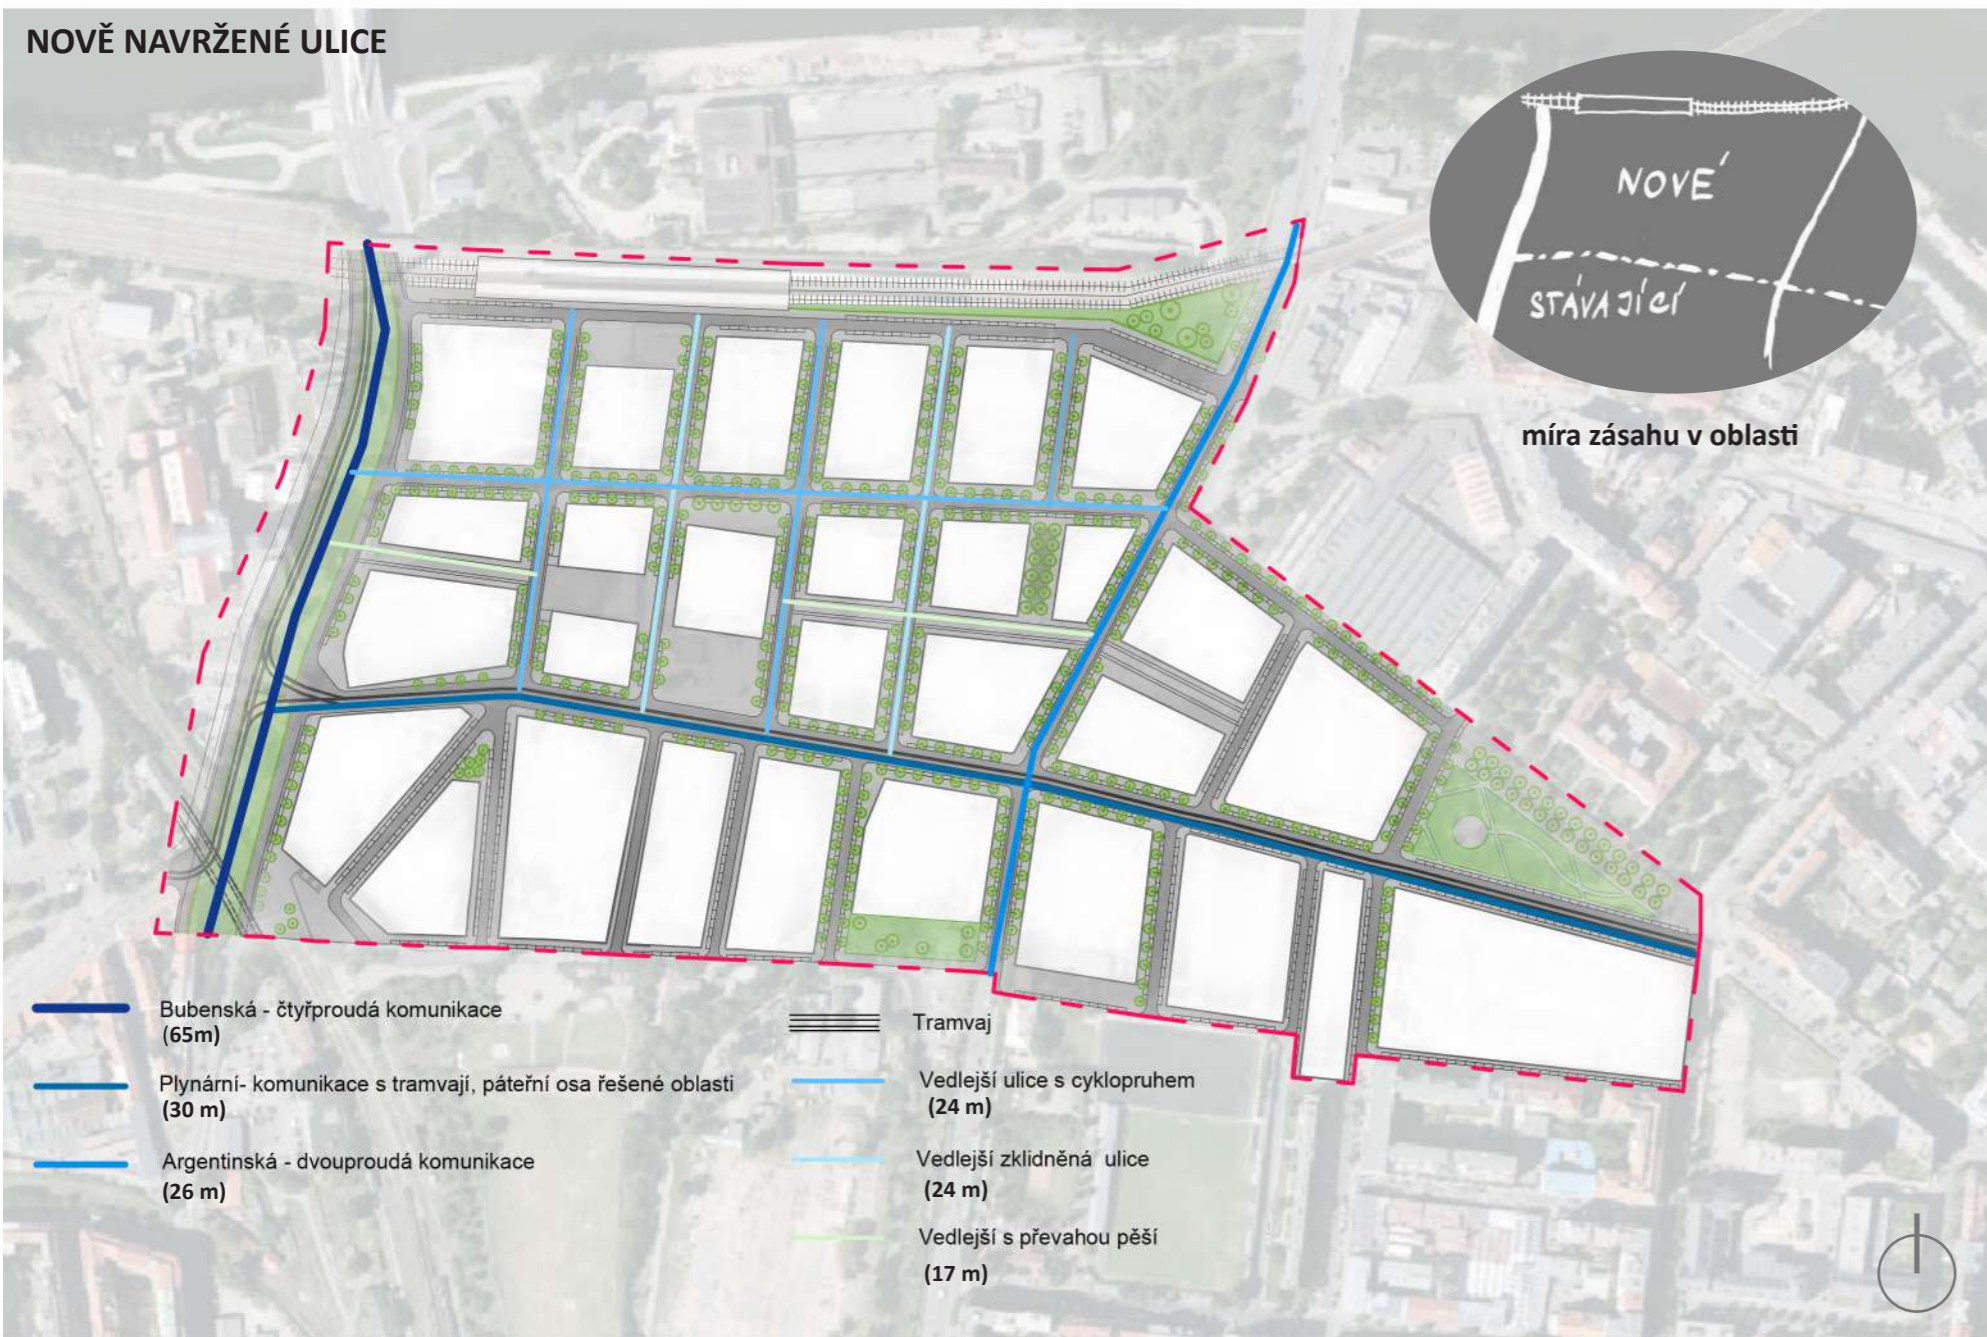 NOVĚ NAVRŽENÉ ULICE
NOVÉ
STÁVAJÍCÍ
míra zásahu v oblasti
Bubenská - čtyřproudá komunikace
(65m)
Plynární- komunikace s tramvají, páteřní osa řešené oblasti
(30 m)
Argentinská - dvouproudá komunikace
(26 m)
Tramvaj
Vedlejší ulice s cyklopruhem
(24 m)
Vedlejší zklidněná ulice
(24 m)
Vedlejší s převahou pěší
(17 m)